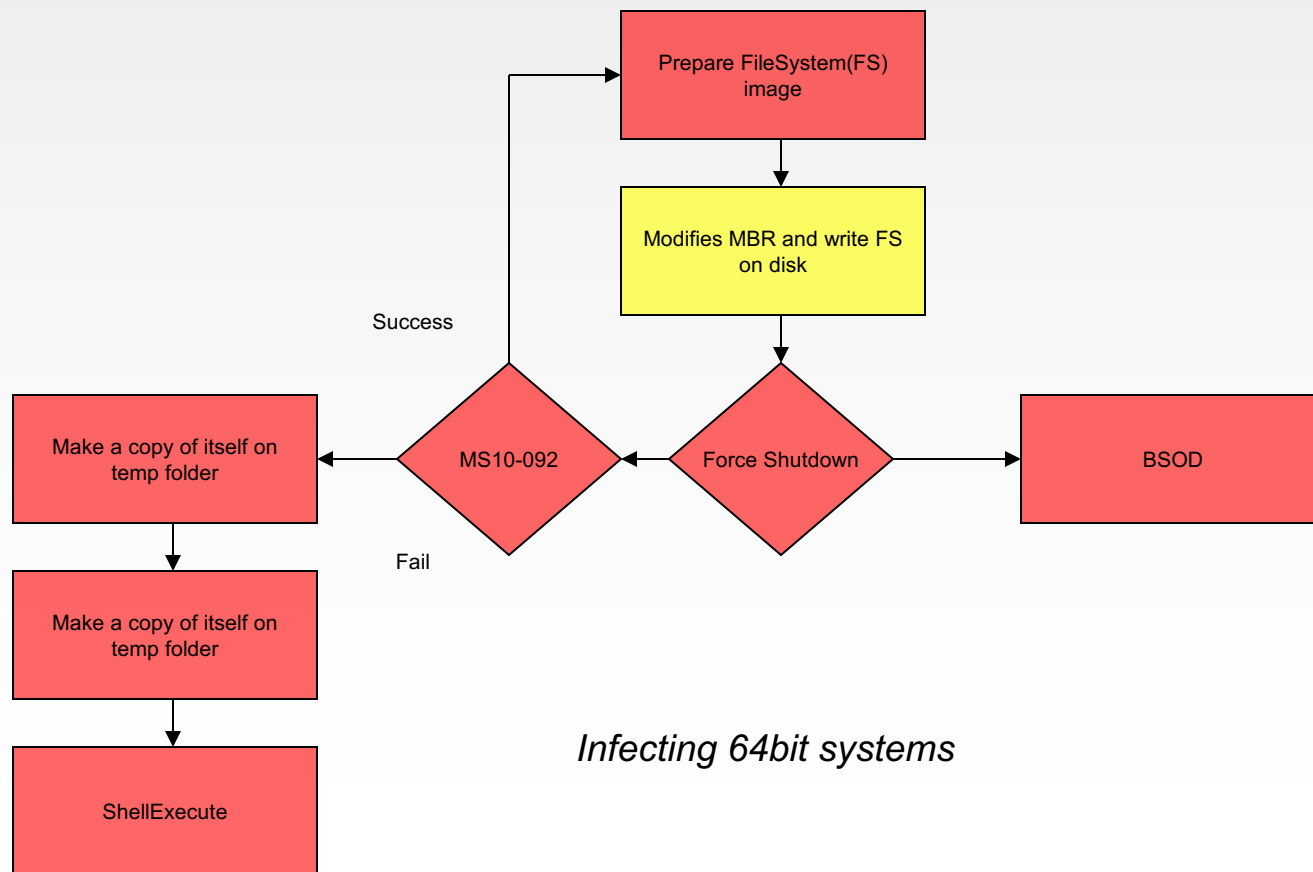 Prepare FileSystem(FS)
image
Modifies MBR and write FS
on disk
Success
Make a copy of itself on
temp folder
MS10-092
Force Shutdown
BSOD
Fail
Make a copy of itself on
temp folder
Infecting 64bit systems
ShellExecute